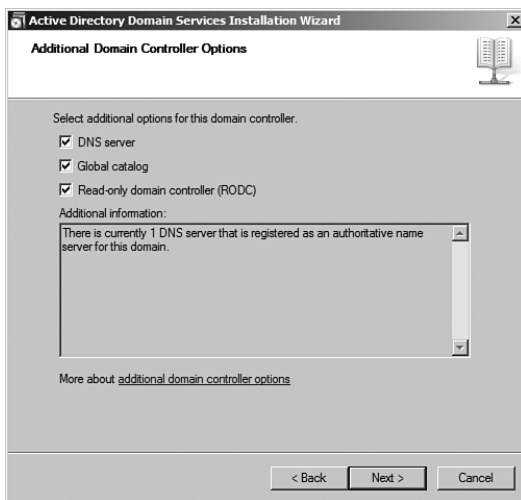 Active Directory Domain Services Installation Wizard
Additional Domain Controller Options
Select additional options for this domain controller.
DNS server
Global catalog
Read-only domain controller (RODC)
Additional information:
There is currently 1 DNS server that is registered as an authoritative name
server for this domain.
More about additional domain controller options
< Back
Next >
Cancel